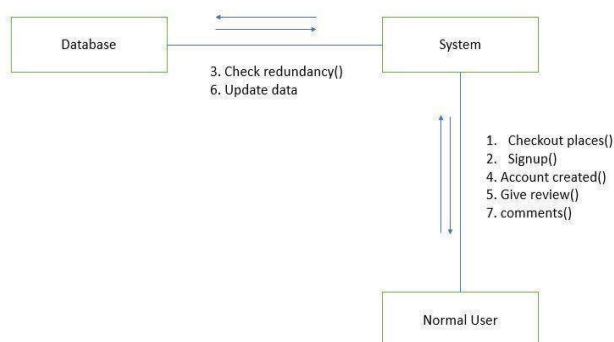 Database
System
3. Check redundancy()
6. Update data
1. Checkout places()
2. Signup()
4. Account created()
5. Give review()
7. comments()
Normal User